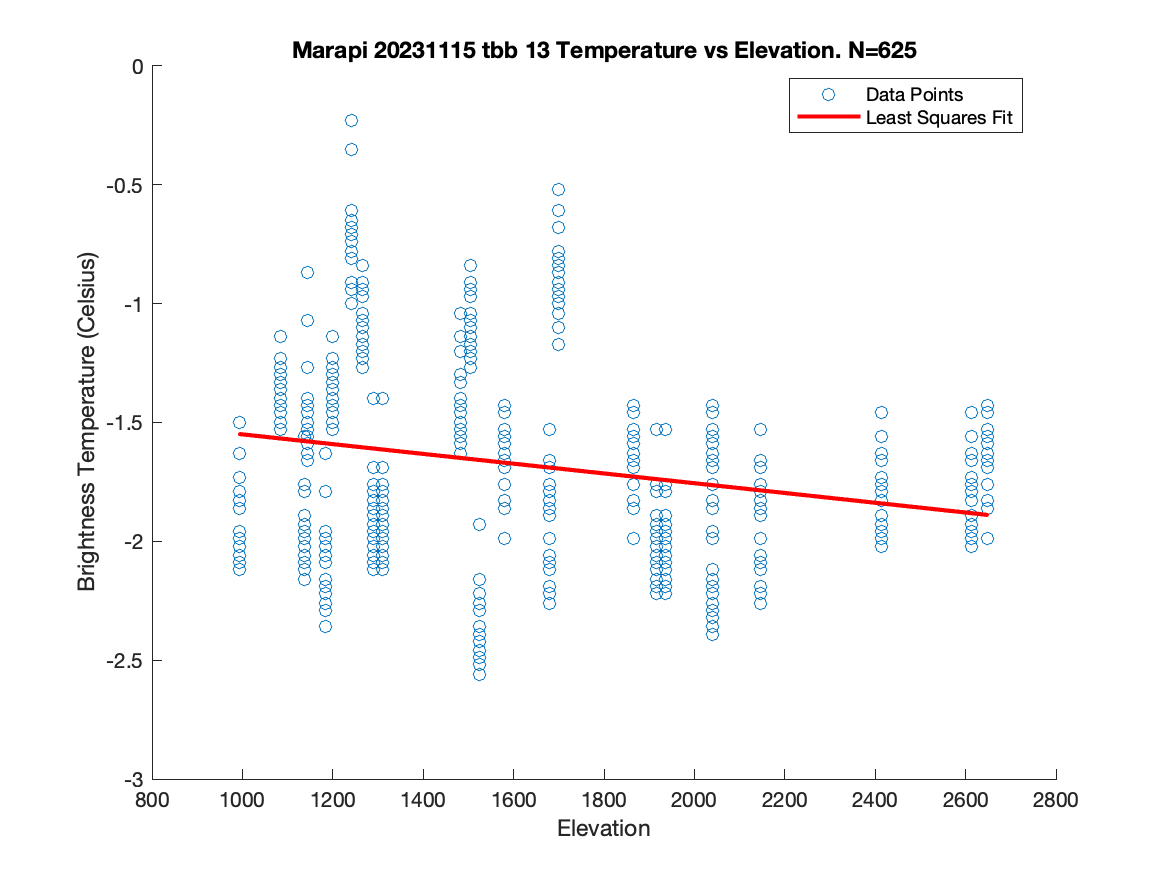 Marapi 20231115 tbb 13 Temperature vs Elevation. N=625
Data Points
Least Squares Fit
0
-0.5
-1
-1.5
-2
-2.5
-3
Brightness Temperature (Celsius)
800 1000 1200 1400 1600 1800 2000 2200 2400 2600 2800
Elevation